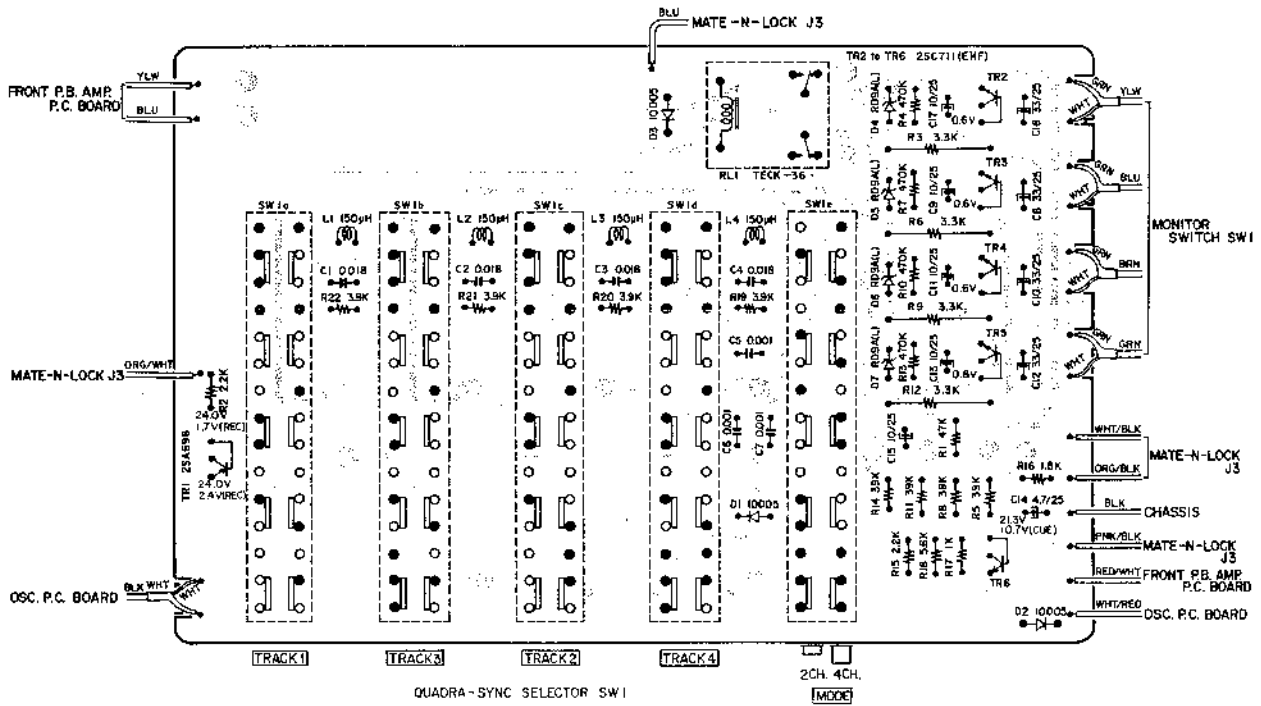 BLU
MATE-N-LOCK J3
TR2 to TR6 2SC711(EHF)
YLW
FRONT P.B. AMP.
P.C. BOARD
BLU
D3 10D05
RL1 TECK-36
D4 RD9A(L)
R4 470K
C17 10/25
0.6V
TR2
C18 33/25
GRN
WHT
YLW
R3 3.3K
D5 RD9A(L)
R7 470K
C9 10/25
0.6V
TR3
C8 33/25
GRN
WHT
BLU
R6 3.3K
MONITOR
SWITCH SW1
D6 RD9A(L)
R10 470K
C11 10/25
0.6V
TR4
C10 33/25
GRN
WHT
BRN
R9 3.3K
D7 RD9A(L)
R13 470K
C13 10/25
0.6V
TR5
C12 33/25
GRN
WHT
GRN
R12 3.3K
SW1a
L1 150μH
SW1b
L2 150μH
SW1c
L3 150μH
SW1d
L4 150μH
SW1e
C1 0.018
R22 3.9K
C2 0.018
R21 3.9K
C3 0.018
R20 3.9K
C4 0.018
R19 3.9K
C5 0.001
C6 0.001
C7 0.001
D1 10D05
ORG/WHT
MATE-N-LOCK J3
R2 2.2K
24.0V
1.7V(REC)
TR1 2SA698
24.0V
2.4V(REC)
BLK
WHT
WHT
OSC. P.C. BOARD
C15 10/25
R1 47K
WHT/BLK
MATE-N-LOCK
J3
R16 1.8K
ORG/BLK
R14 39K
R11 39K
R8 39K
R5 39K
C14 4.7/25
BLK
CHASSIS
21.3V
10.7V(CUE)
R15 2.2K
R18 5.6K
R17 1K
TR6
PNK/BLK
MATE-N-LOCK
J3
RED/WHT
FRONT P.B. AMP.
P.C. BOARD
D2 10D05
WHT/RED
OSC. P.C. BOARD
TRACK1
TRACK3
TRACK2
TRACK4
2CH. 4CH.
MODE
QUADRA-SYNC SELECTOR SW1